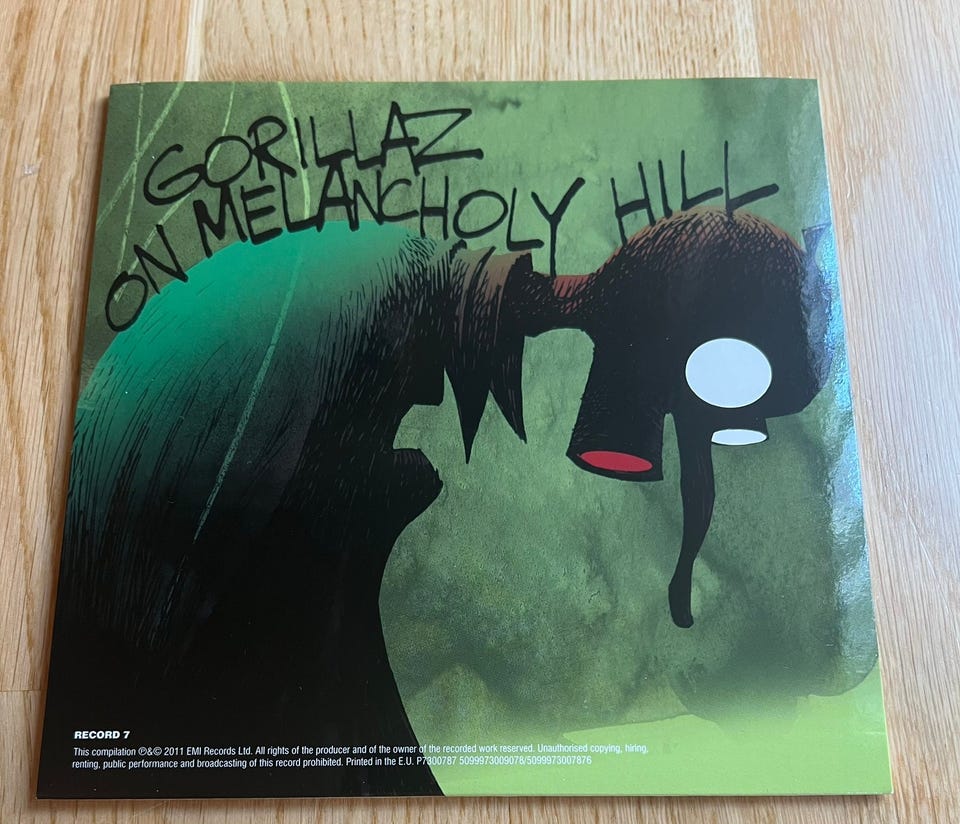 GORILLAZ
ON MELANCHOLY HILL
RECORD 7
This compilation ℗&© 2011 EMI Records Ltd. All rights of the producer and of the owner of the recorded work reserved. Unauthorised copying, hiring,
renting, public performance and broadcasting of this record prohibited. Printed in the E.U. P7300787 5099973009078/5099973007876